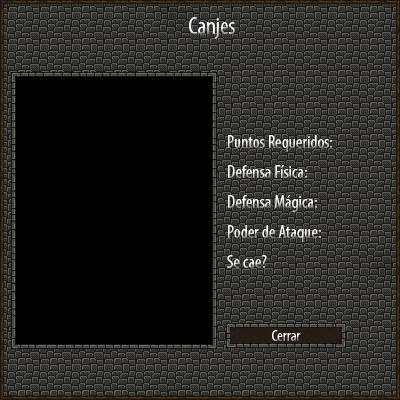 Canjes
Puntos Requeridos:
Defensa Física:
Defensa Mágica:
Poder de Ataque:
Se cae?
Cerrar